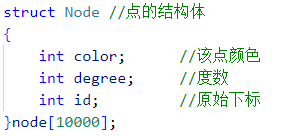 struct Node //点的结构体
{
    int color;      //该点颜色
    int degree;     //度数
    int id;         //原始下标
}node[10000];